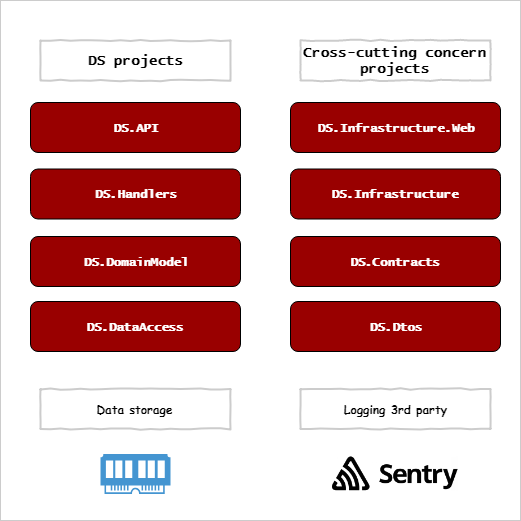 DS projects
Cross-cutting concern
projects
DS.API
DS.Infrastructure.Web
DS.Handlers
DS.Infrastructure
DS.DomainModel
DS.Contracts
DS.DataAccess
DS.Dtos
Data storage
Logging 3rd party
Sentry